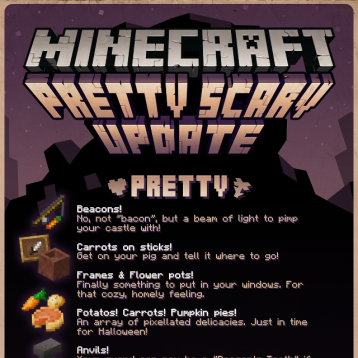 MINECRAFT
PRETTY SCARY
UPDATE
PRETTY
Beacons!
No, not "bacon", but a beam of light to pimp
your castle with!
Carrots on sticks!
Get on your pig and tell it where to go!
Frames & Flower pots!
Finally something to put in your windows. For
that cozy, homely feeling.
Potatos! Carrots! Pumpkin pies!
An array of pixellated delicacies. Just in time
for Halloween!
Anvils!